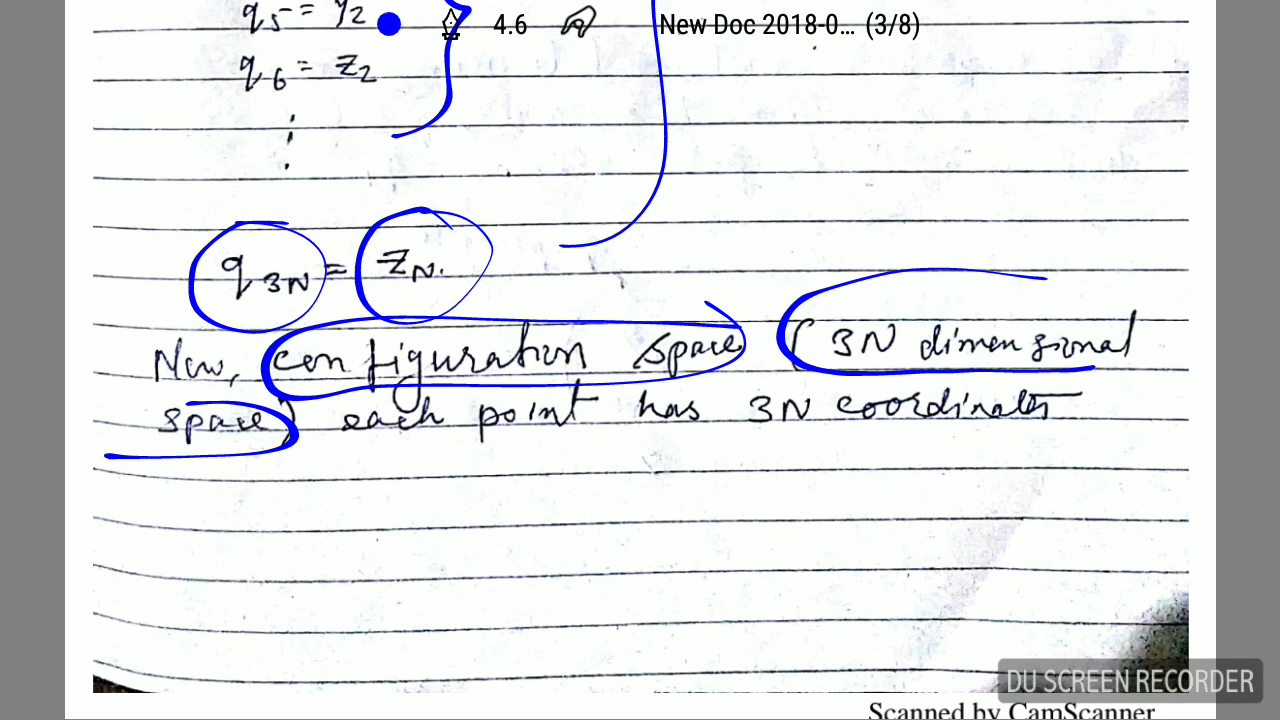 q5 = y2
4.6
New Doc 2018-0... (3/8)
q6 = z2
⋮
q3N = zN.
Now, configuration space ( 3N dimensional
space) each point has 3N coordinates
DU SCREEN RECORDER
Scanned by CamScanner